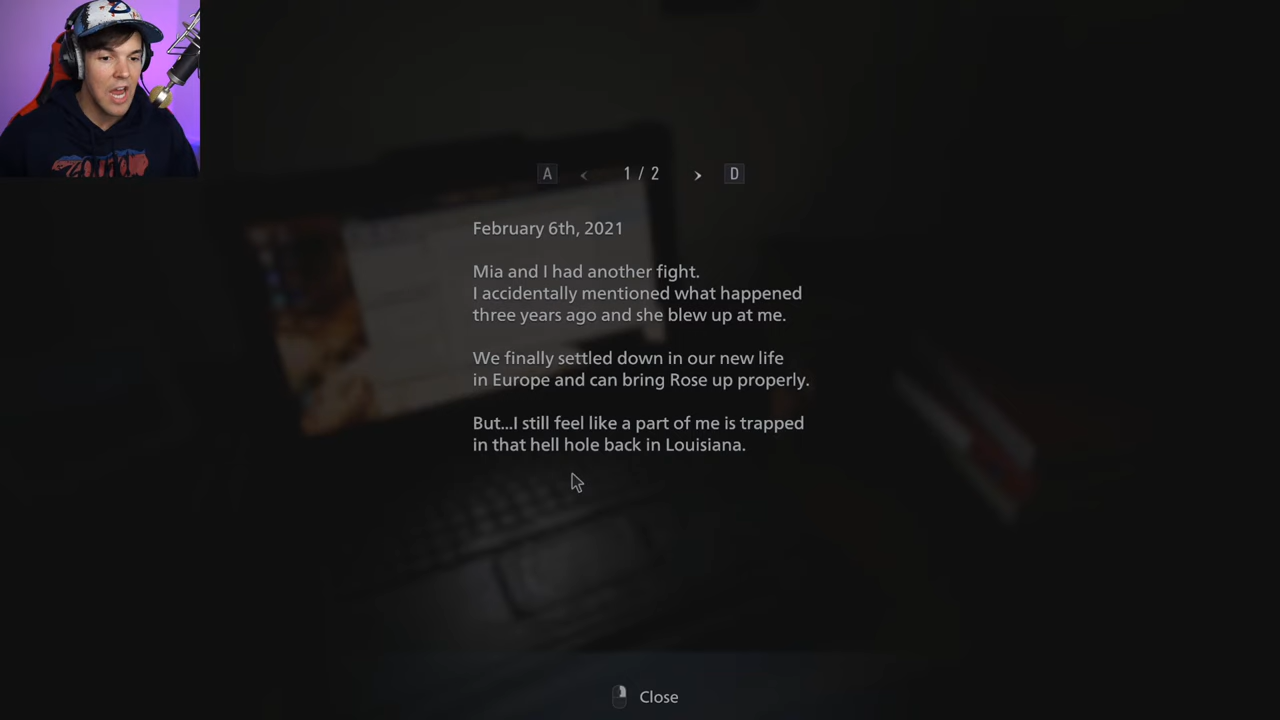 A < 1 / 2 > D
February 6th, 2021
Mia and I had another fight.
I accidentally mentioned what happened
three years ago and she blew up at me.
We finally settled down in our new life
in Europe and can bring Rose up properly.
But...I still feel like a part of me is trapped
in that hell hole back in Louisiana.
Close